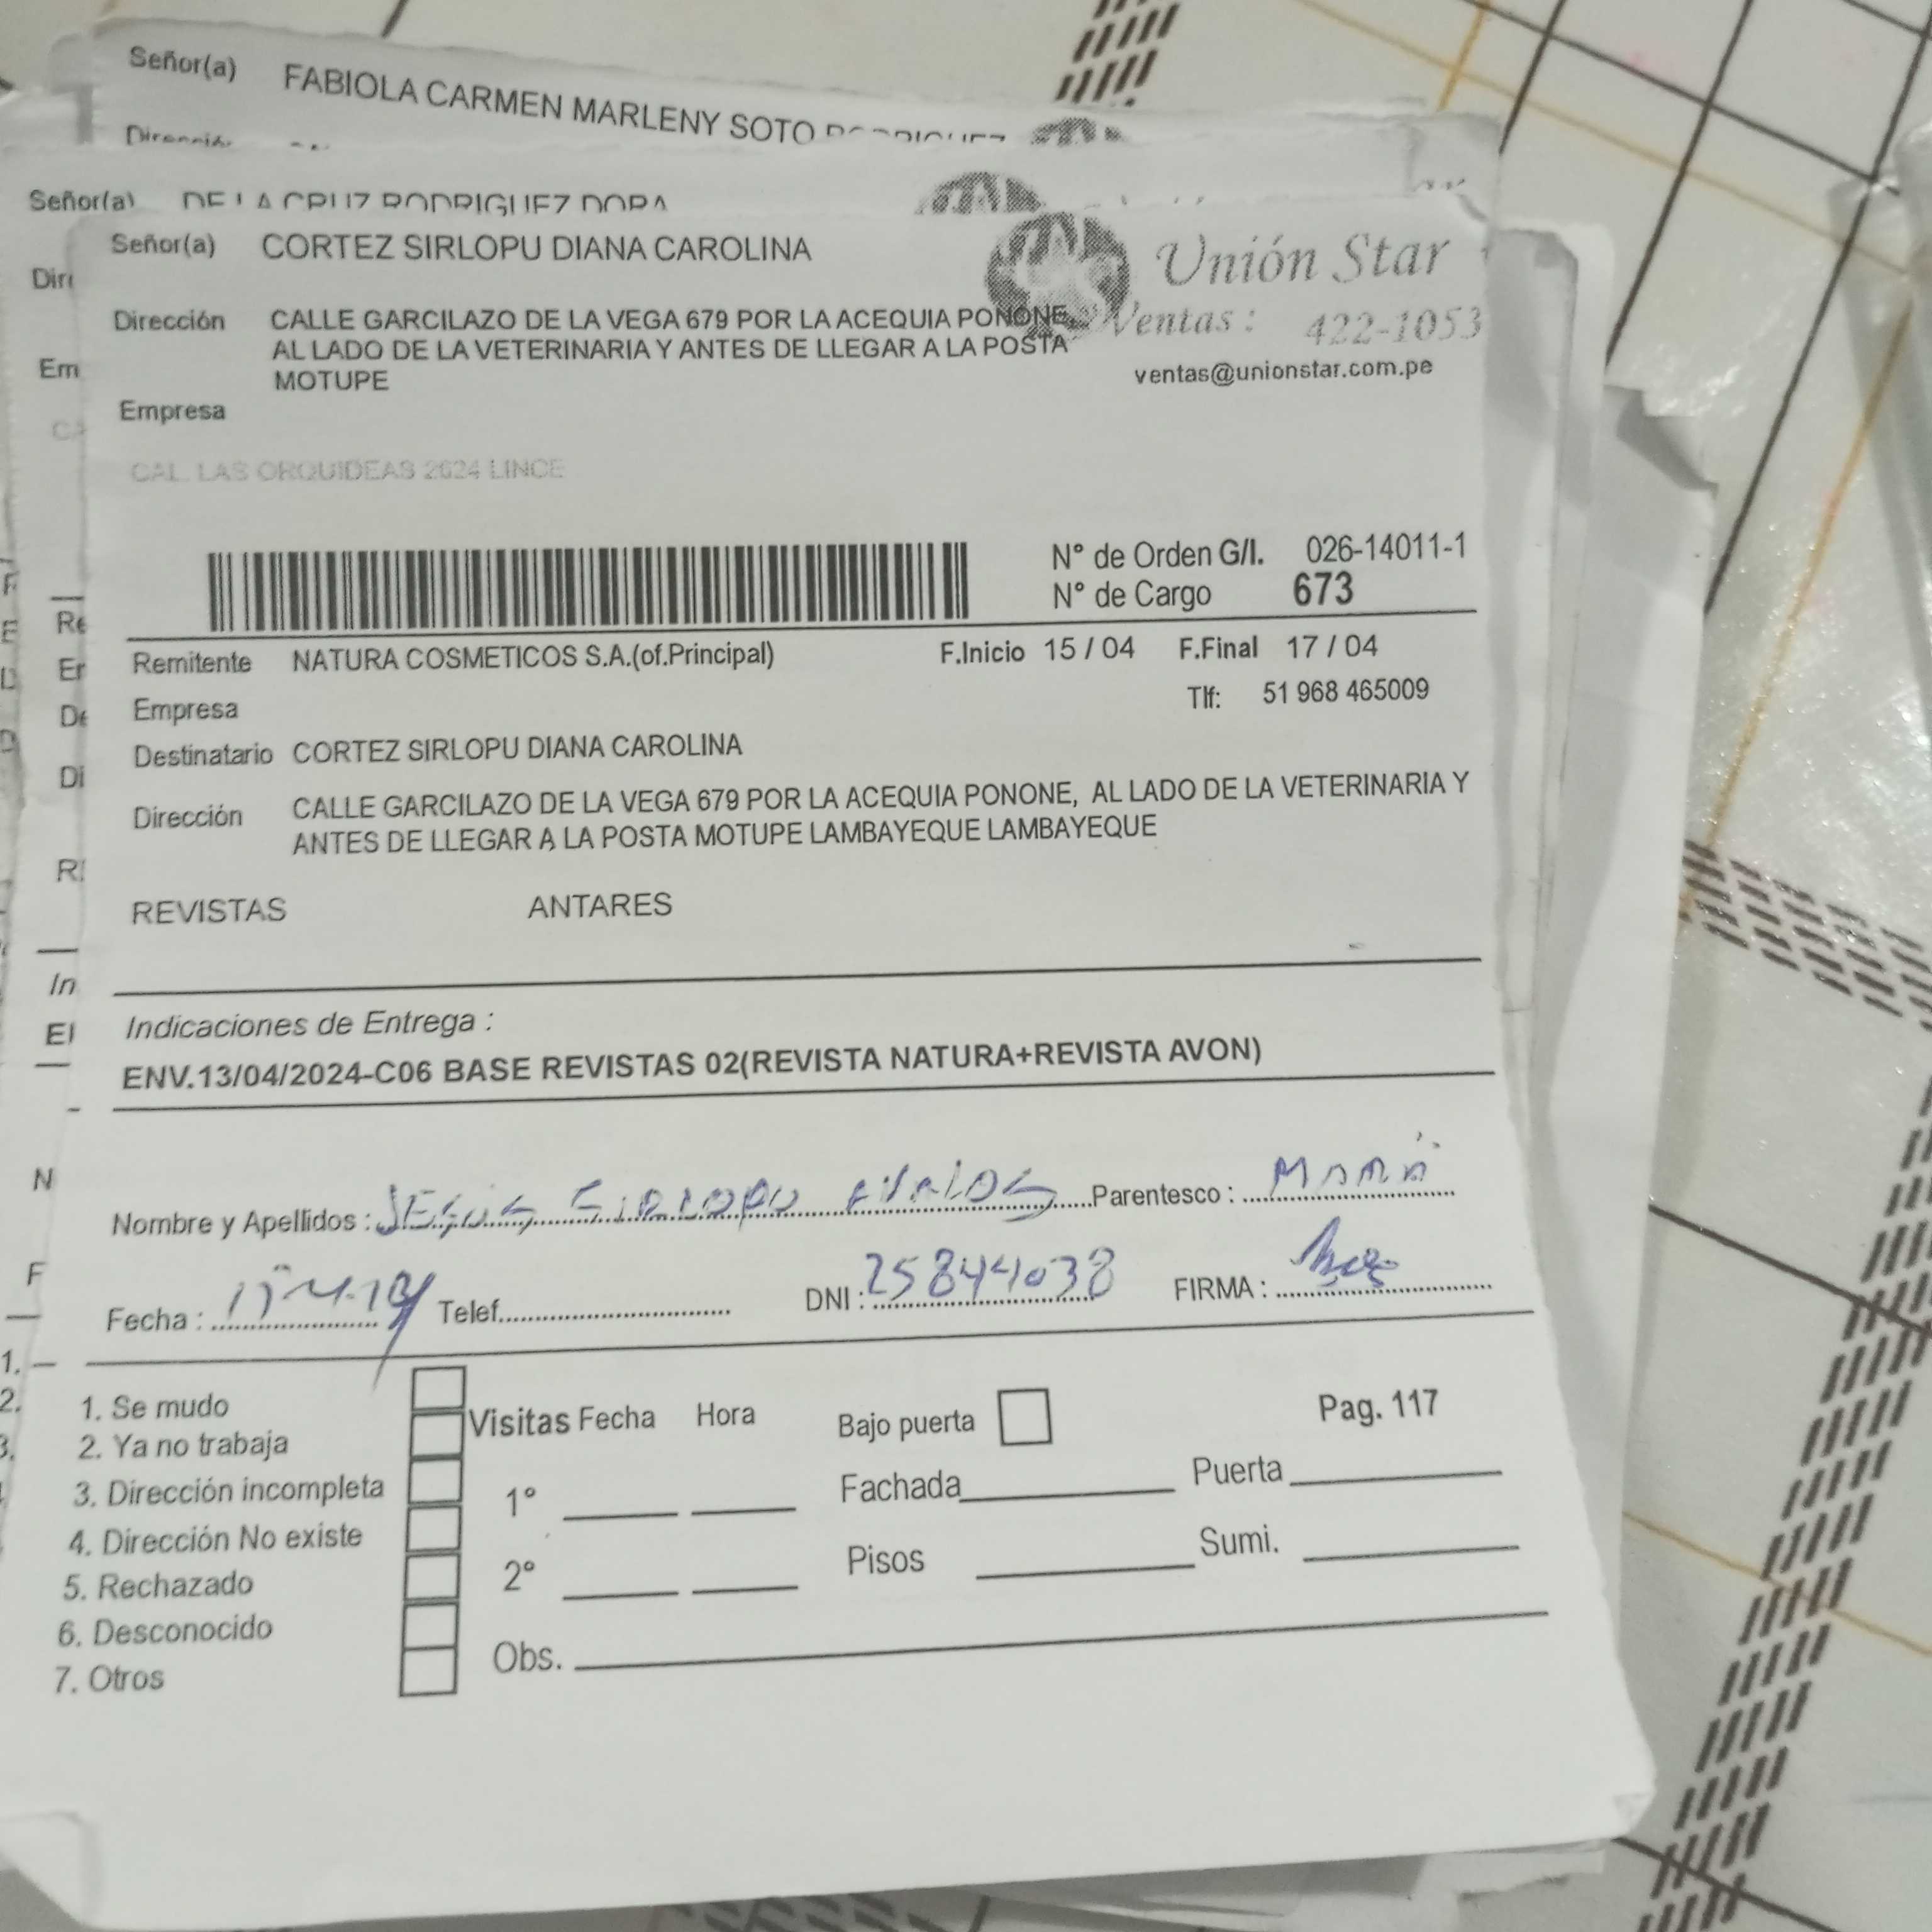 Señor(a) FABIOLA CARMEN MARLENY SOTO RODRIGUEZ
Dirección
Señor(a) DE LA CRUZ RODRIGUEZ DORA
Señor(a) CORTEZ SIRLOPU DIANA CAROLINA
Unión Star
Dirección CALLE GARCILAZO DE LA VEGA 679 POR LA ACEQUIA PONONE,
AL LADO DE LA VETERINARIA Y ANTES DE LLEGAR A LA POSTA
MOTUPE
Ventas : 422-1053
ventas@unionstar.com.pe
Empresa
CAL. LAS ORQUIDEAS 2624 LINCE
N° de Orden G/I. 026-14011-1
N° de Cargo 673
Remitente NATURA COSMETICOS S.A.(of.Principal) F.Inicio 15 / 04 F.Final 17 / 04
Empresa Tlf: 51 968 465009
Destinatario CORTEZ SIRLOPU DIANA CAROLINA
Dirección CALLE GARCILAZO DE LA VEGA 679 POR LA ACEQUIA PONONE, AL LADO DE LA VETERINARIA Y
ANTES DE LLEGAR A LA POSTA MOTUPE LAMBAYEQUE LAMBAYEQUE
REVISTAS ANTARES
Indicaciones de Entrega :
ENV.13/04/2024-C06 BASE REVISTAS 02(REVISTA NATURA+REVISTA AVON)
Nombre y Apellidos : JESUS SIRLOPU AVALOS Parentesco : MAMA
Fecha : Telef. DNI : 25844038 FIRMA :
1. Se mudo
2. Ya no trabaja
3. Dirección incompleta
4. Dirección No existe
5. Rechazado
6. Desconocido
7. Otros
Visitas Fecha Hora Bajo puerta Pag. 117
1° Fachada Puerta
2° Pisos Sumi.
Obs.